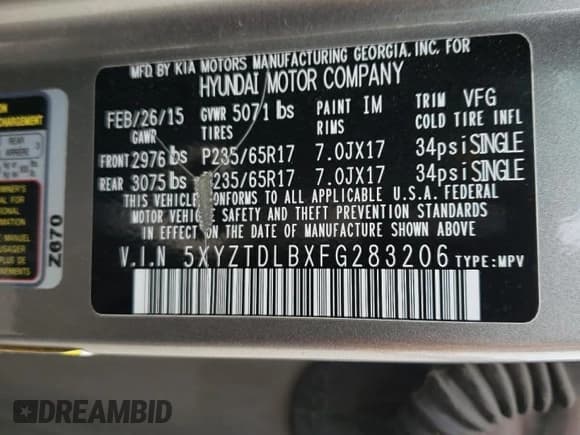 MFD BY KIA MOTORS MANUFACTURING GEORGIA, INC. FOR
HYUNDAI MOTOR COMPANY
FEB/26/15 GVWR 5071 lbs PAINT IM TRIM VFG
GAWR TIRES RIMS COLD TIRE INFL
FRONT 2976 lbs P235/65R17 7.0JX17 34psi SINGLE
REAR 3075 lbs 235/65R17 7.0JX17 34psi SINGLE
THIS VEHICLE CONFORMS TO ALL APPLICABLE U.S.A. FEDERAL
MOTOR VEHICLE SAFETY AND THEFT PREVENTION STANDARDS
IN EFFECT ON THE DATE OF MANUFACTURE SHOWN ABOVE.
V.I.N 5XYZTDLBXFG283206 TYPE:MPV
REAR
Z670
DREAMBID